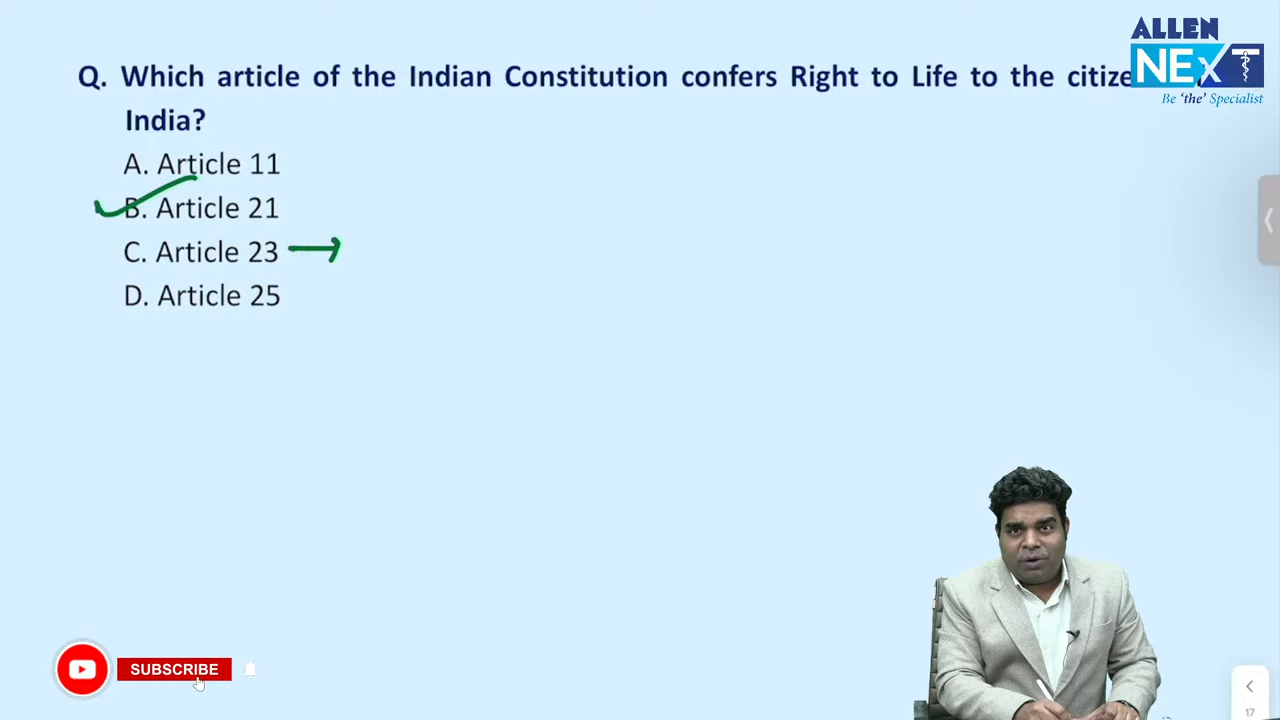 ALLEN
NEXT
Be 'the' Specialist
Q. Which article of the Indian Constitution confers Right to Life to the
India?
A. Article 11
B. Article 21
C. Article 23
D. Article 25
SUBSCRIBE
17